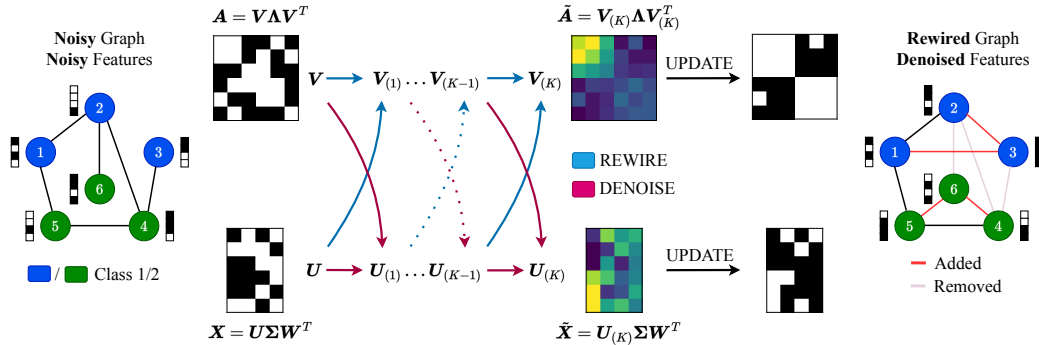 Noisy Graph
Noisy Features
2
1
3
6
5
4
/ Class 1/2
A = VΛV^T
V
V_(1) ... V_(K−1)
V_(K)
U
U_(1) ... U_(K−1)
U_(K)
X = UΣW^T
Ã = V_(K)ΛV_(K)^T
UPDATE
REWIRE
DENOISE
UPDATE
X̃ = U_(K)ΣW^T
Rewired Graph
Denoised Features
2
1
3
6
5
4
Added
Removed